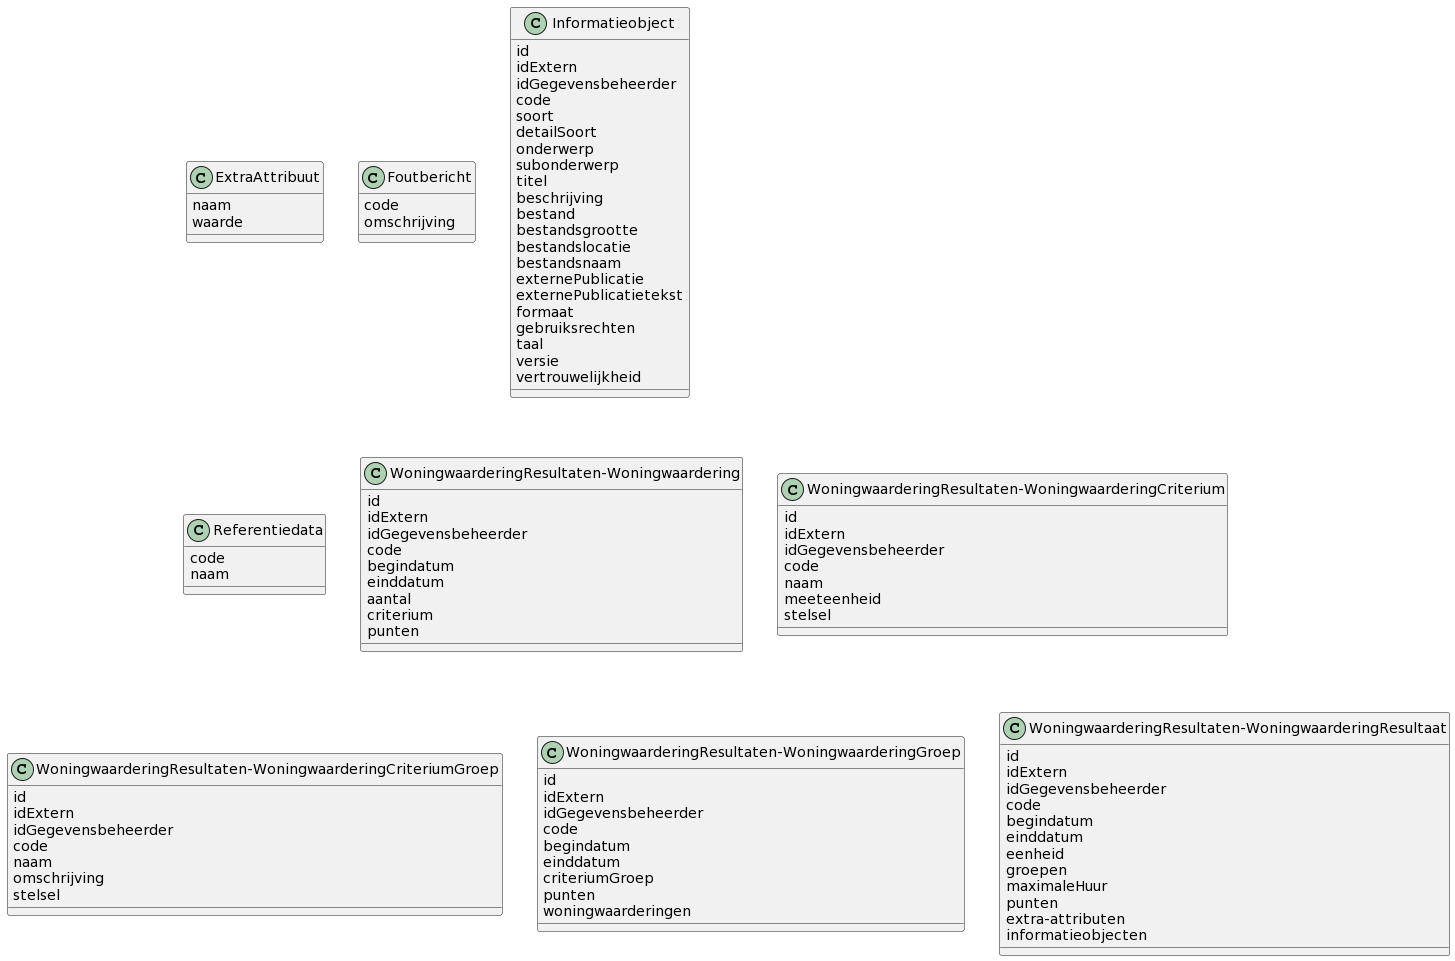 C ExtraAttribuut
naam
waarde
C Foutbericht
code
omschrijving
C Informatieobject
id
idExtern
idGegevensbeheerder
code
soort
detailSoort
onderwerp
subonderwerp
titel
beschrijving
bestand
bestandsgrootte
bestandslocatie
bestandsnaam
externePublicatie
externePublicatietekst
formaat
gebruiksrechten
taal
versie
vertrouwelijkheid
C Referentiedata
code
naam
C WoningwaarderingResultaten-Woningwaardering
id
idExtern
idGegevensbeheerder
code
begindatum
einddatum
aantal
criterium
punten
C WoningwaarderingResultaten-WoningwaarderingCriterium
id
idExtern
idGegevensbeheerder
code
naam
meeteenheid
stelsel
C WoningwaarderingResultaten-WoningwaarderingCriteriumGroep
id
idExtern
idGegevensbeheerder
code
naam
omschrijving
stelsel
C WoningwaarderingResultaten-WoningwaarderingGroep
id
idExtern
idGegevensbeheerder
code
begindatum
einddatum
criteriumGroep
punten
woningwaarderingen
C WoningwaarderingResultaten-WoningwaarderingResultaat
id
idExtern
idGegevensbeheerder
code
begindatum
einddatum
eenheid
groepen
maximaleHuur
punten
extra-attributen
informatieobjecten